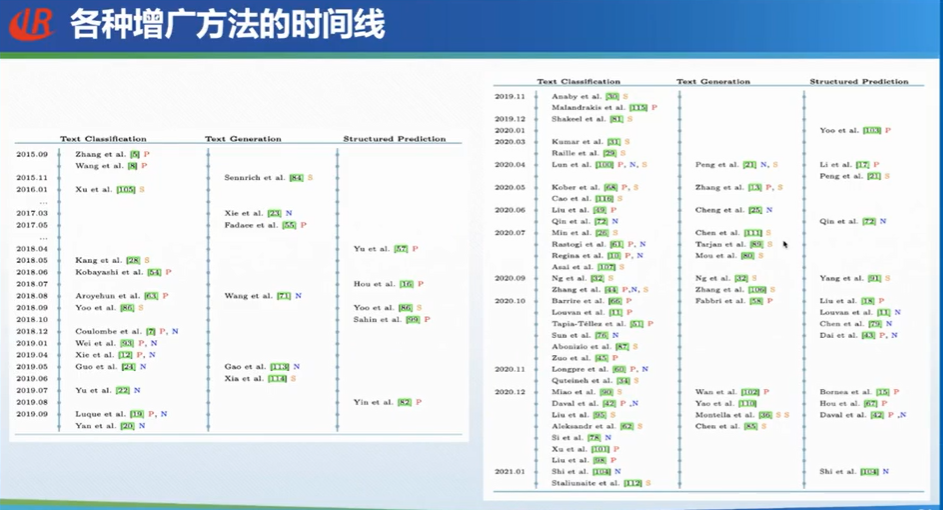 LR 各种增广方法的时间线
Text Classification Text Generation Structured Prediction
2015.09 Zhang et al. [5] P
Wang et al. [8] P
2015.11 Sennrich et al. [84] S
2016.01 Xu et al. [105] S
...
2017.03 Xie et al. [23] N
2017.05 Fadaee et al. [55] P
...
2018.04 Yu et al. [57] P
2018.05 Kang et al. [28] S
2018.06 Kobayashi et al. [54] P
2018.07 Hou et al. [16] P
2018.08 Aroyehun et al. [63] P Wang et al. [71] N
2018.09 Yoo et al. [86] S Yoo et al. [86] S
2018.10 Sahin et al. [99] P
2018.12 Coulombe et al. [7] P, N
2019.01 Wei et al. [93] P, N
2019.04 Xie et al. [12] P, N
2019.05 Guo et al. [24] N Gao et al. [113] N
2019.06 Xia et al. [114] S
2019.07 Yu et al. [22] N
2019.08 Yin et al. [82] P
2019.09 Luque et al. [19] P, N
Yan et al. [20] N
Text Classification Text Generation Structured Prediction
2019.11 Anaby et al. [30] S
Malandrakis et al. [115] P
2019.12 Shakeel et al. [81] S
2020.01 Yoo et al. [103] P
2020.03 Kumar et al. [31] S
Raille et al. [29] S
2020.04 Lun et al. [100] P, N, S Peng et al. [21] N, S Li et al. [17] P
Peng et al. [21] S
2020.05 Kober et al. [68] P, S Zhang et al. [13] P, S
Cao et al. [116] S
2020.06 Liu et al. [49] P Cheng et al. [25] N
Qin et al. [72] N Qin et al. [72] N
2020.07 Min et al. [26] S Chen et al. [111] S
Rastogi et al. [61] P, N Tarjan et al. [89] S
Regina et al. [10] P, N Mou et al. [80] S
Asai et al. [107] S
2020.09 Ng et al. [32] S Ng et al. [32] S Yang et al. [91] S
Zhang et al. [44] P,N, S Zhang et al. [106] S
2020.10 Barrire et al. [66] P Fabbri et al. [58] P Liu et al. [18] P
Louvan et al. [11] P Louvan et al. [11] N
Tapia-Téllez et al. [51] P Chen et al. [79] N
Sun et al. [76] N Dai et al. [43] P, N
Abonizio et al. [87] S
Zuo et al. [45] P
2020.11 Longpre et al. [60] P, N
Quteineh et al. [34] S
2020.12 Miao et al. [90] S Wan et al. [102] P Bornea et al. [15] P
Daval et al. [42] P ,N Yao et al. [110] Hou et al. [67] P
Liu et al. [95] S Montella et al. [36] S S Daval et al. [42] P ,N
Aleksandr et al. [62] S Chen et al. [85] S
Si et al. [78] N
Xu et al. [101] P
Liu et al. [98] P
2021.01 Shi et al. [104] N Shi et al. [104] N
Staliunaite et al. [112] S